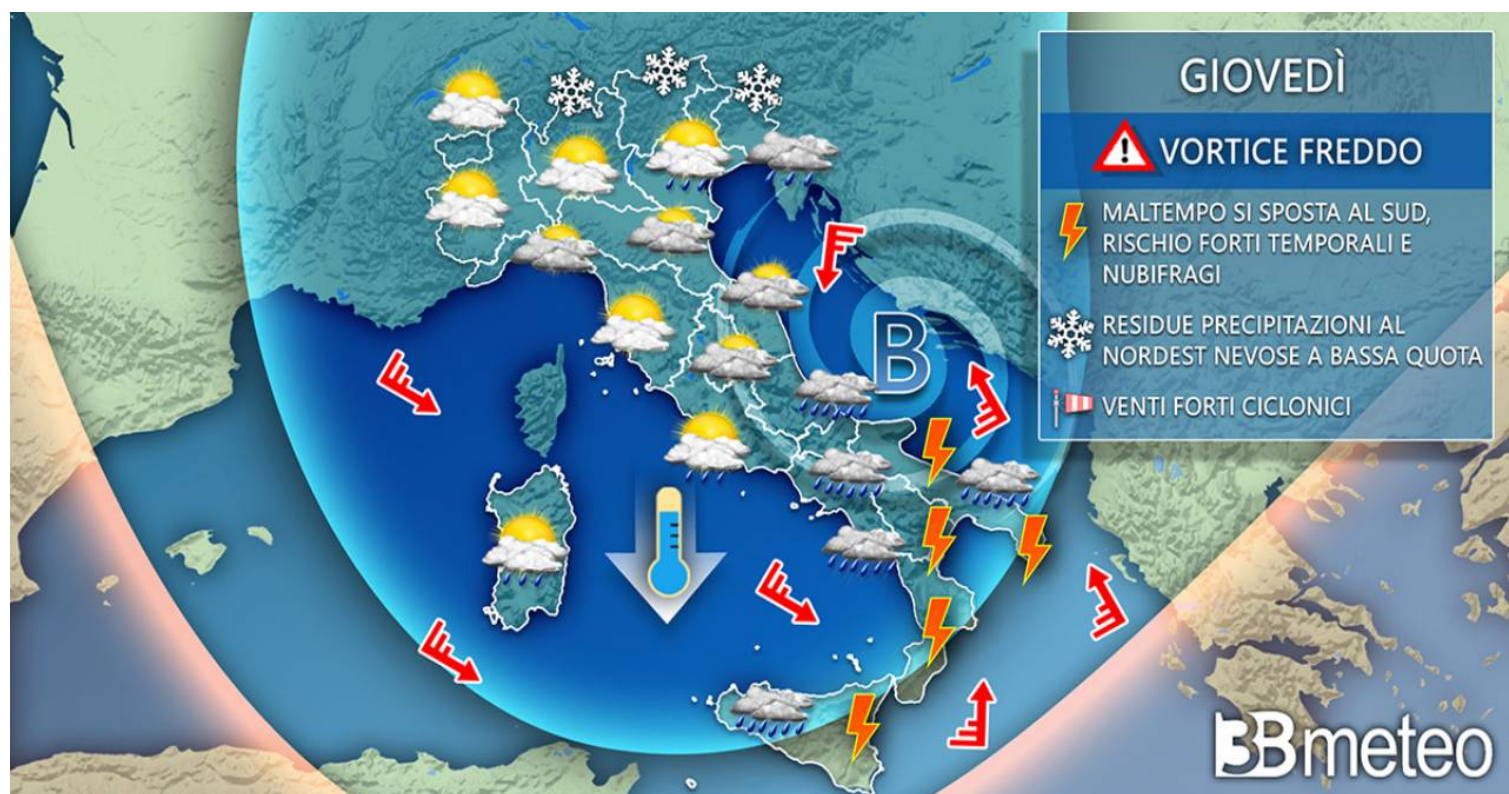 GIOVEDÌ
VORTICE FREDDO
MALTEMPO SI SPOSTA AL SUD,
RISCHIO FORTI TEMPORALI E
NUBIFRAGI
RESIDUE PRECIPITAZIONI AL
NORDEST NEVOSE A BASSA QUOTA
VENTI FORTI CICLONICI
B
3Bmeteo